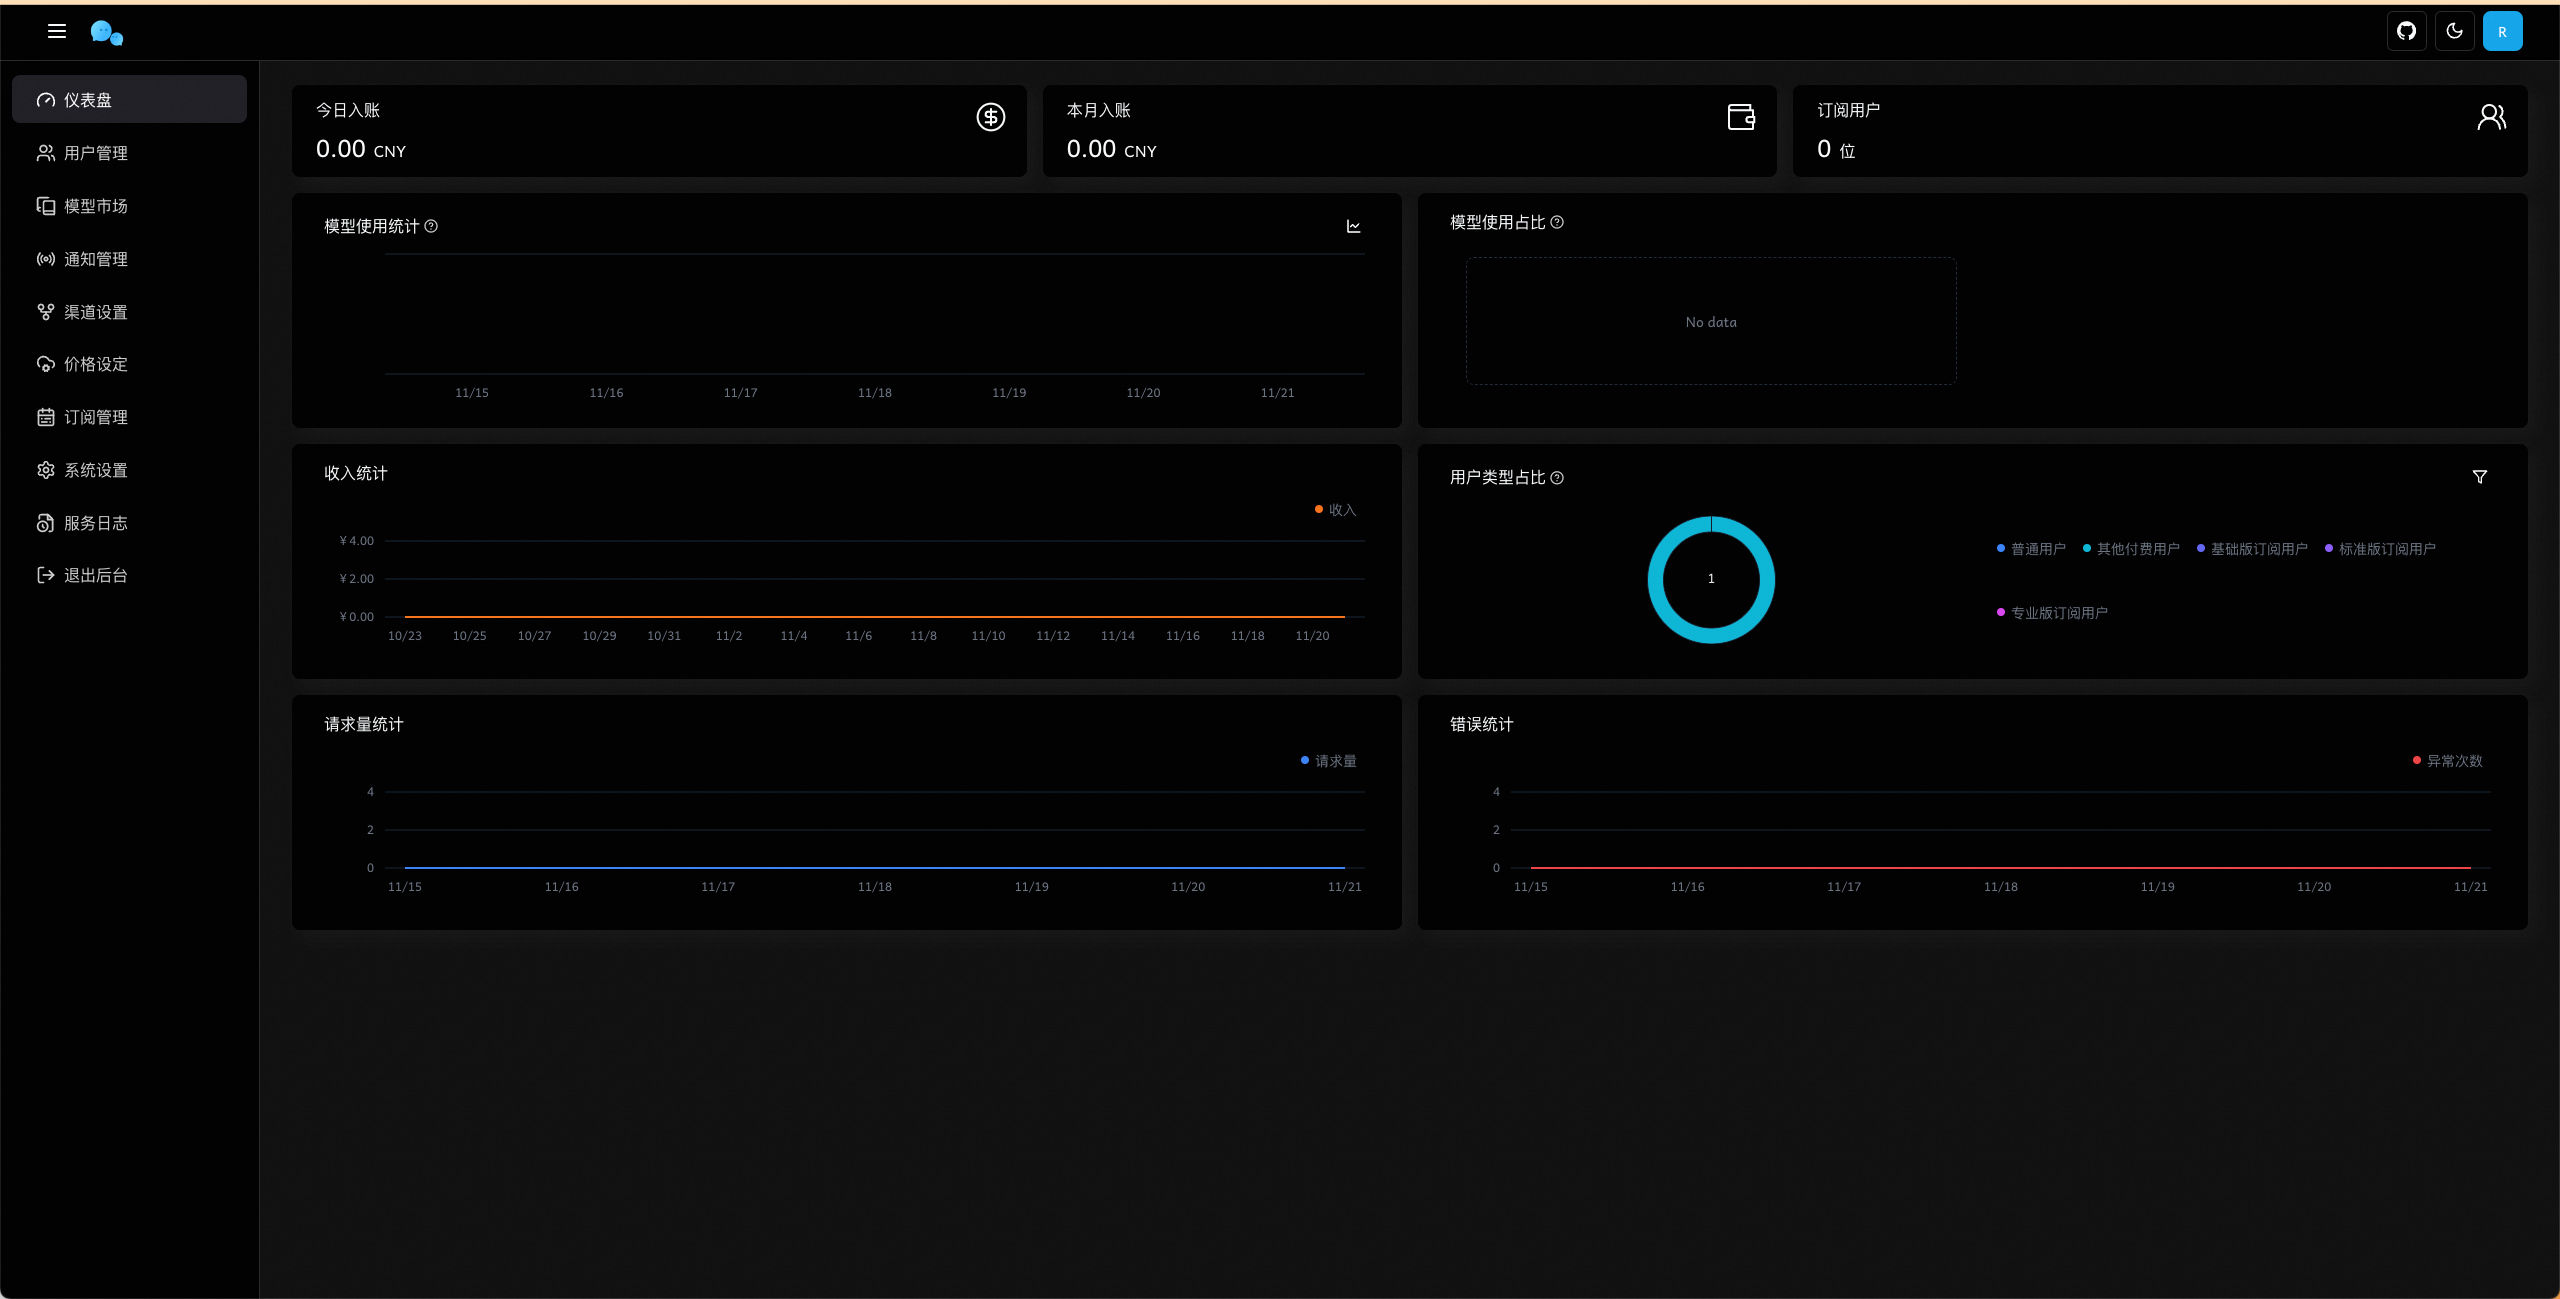 R
仪表盘
用户管理
模型市场
通知管理
渠道设置
价格设定
订阅管理
系统设置
服务日志
退出后台
今日入账
0.00 CNY
本月入账
0.00 CNY
订阅用户
0 位
模型使用统计
11/15 11/16 11/17 11/18 11/19 11/20 11/21
模型使用占比
No data
收入统计
收入
¥4.00
¥2.00
¥0.00
10/23 10/25 10/27 10/29 10/31 11/2 11/4 11/6 11/8 11/10 11/12 11/14 11/16 11/18 11/20
用户类型占比
1
普通用户 其他付费用户 基础版订阅用户 标准版订阅用户
专业版订阅用户
请求量统计
请求量
4
2
0
11/15 11/16 11/17 11/18 11/19 11/20 11/21
错误统计
异常次数
4
2
0
11/15 11/16 11/17 11/18 11/19 11/20 11/21